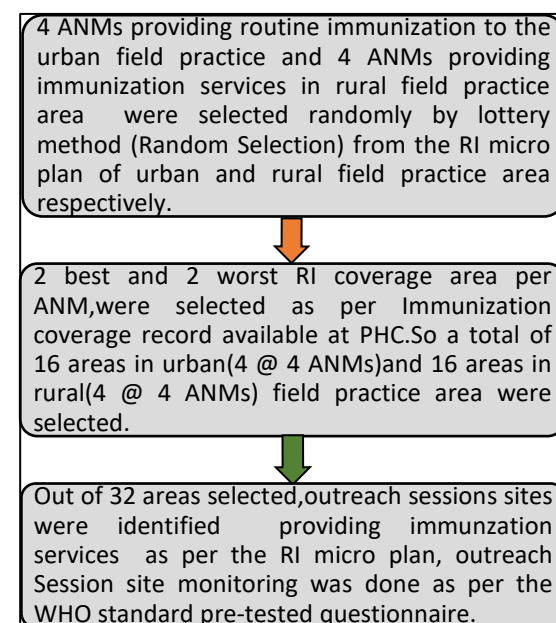 4 ANMs providing routine immunization to the
urban field practice and 4 ANMs providing
immunization services in rural field practice
area were selected randomly by lottery
method (Random Selection) from the RI micro
plan of urban and rural field practice area
respectively.
2 best and 2 worst RI coverage area per
ANM,were selected as per Immunization
coverage record available at PHC.So a total of
16 areas in urban(4 @ 4 ANMs)and 16 areas in
rural(4 @ 4 ANMs) field practice area were
selected.
Out of 32 areas selected,outreach sessions sites
were identified providing immunzation
services as per the RI micro plan, outreach
Session site monitoring was done as per the
WHO standard pre-tested questionnaire.